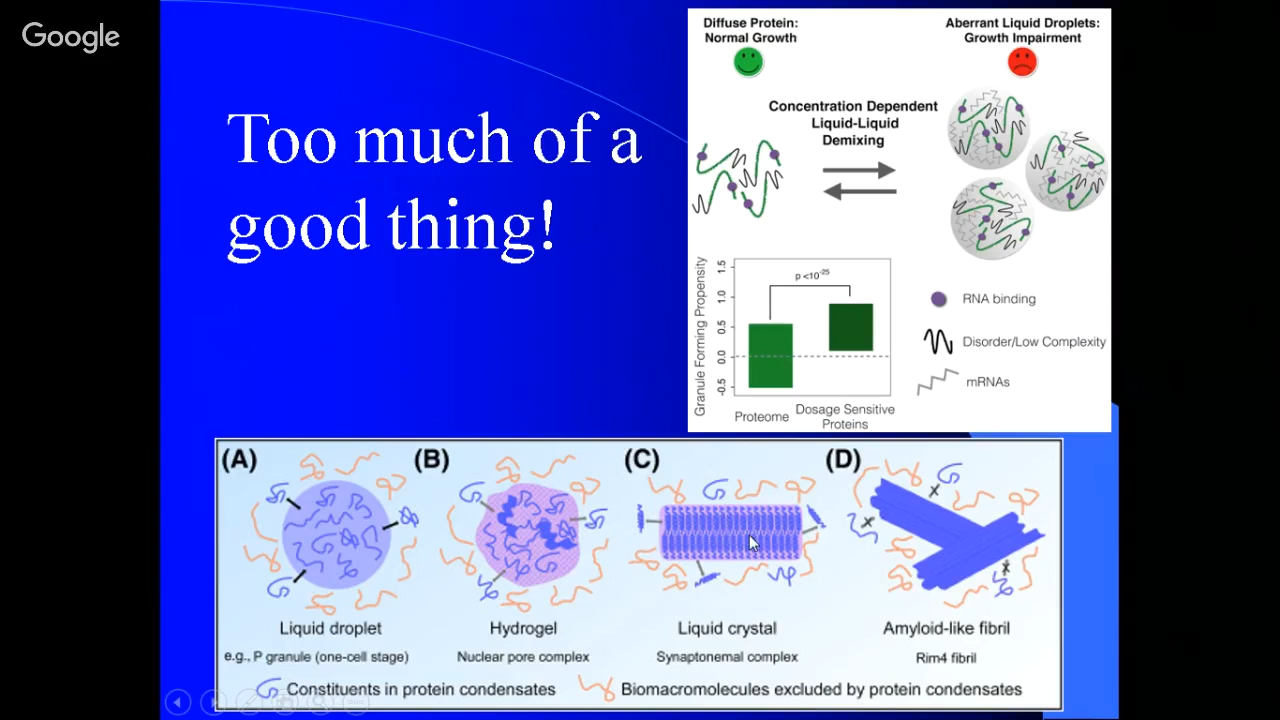 Google
Too much of a
good thing!
Diffuse Protein:
Normal Growth
Aberrant Liquid Droplets:
Growth Impairment
Concentration Dependent
Liquid-Liquid
Demixing
Granule Forming Propensity
1.5
1.0
0.5
0.0
-0.5
p <10-25
Proteome
Dosage Sensitive
Proteins
RNA binding
Disorder/Low Complexity
mRNAs
(A)
(B)
(C)
(D)
Liquid droplet
Hydrogel
Liquid crystal
Amyloid-like fibril
e.g., P granule (one-cell stage)
Nuclear pore complex
Synaptonemal complex
Rim4 fibril
Constituents in protein condensates
Biomacromolecules excluded by protein condensates